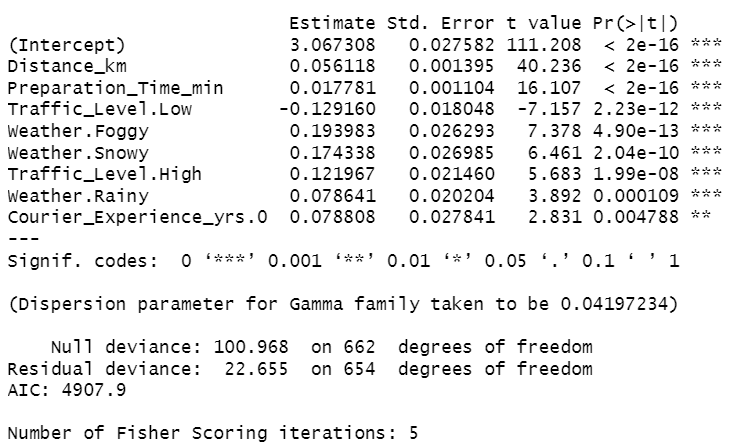 Estimate Std. Error t value Pr(>|t|)
(Intercept) 3.067308 0.027582 111.208 < 2e-16 ***
Distance_km 0.056118 0.001395 40.236 < 2e-16 ***
Preparation_Time_min 0.017781 0.001104 16.107 < 2e-16 ***
Traffic_Level.Low -0.129160 0.018048 -7.157 2.23e-12 ***
Weather.Foggy 0.193983 0.026293 7.378 4.90e-13 ***
Weather.Snowy 0.174338 0.026985 6.461 2.04e-10 ***
Traffic_Level.High 0.121967 0.021460 5.683 1.99e-08 ***
Weather.Rainy 0.078641 0.020204 3.892 0.000109 ***
Courier_Experience_yrs.0 0.078808 0.027841 2.831 0.004788 **
---
Signif. codes: 0 ‘***’ 0.001 ‘**’ 0.01 ‘*’ 0.05 ‘.’ 0.1 ‘ ’ 1
(Dispersion parameter for Gamma family taken to be 0.04197234)
Null deviance: 100.968 on 662 degrees of freedom
Residual deviance: 22.655 on 654 degrees of freedom
AIC: 4907.9
Number of Fisher Scoring iterations: 5